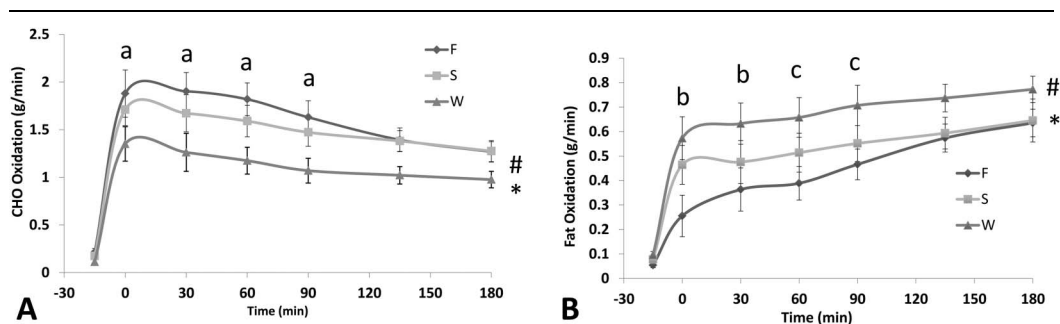 2.5
2
1.5
1
0.5
0
CHO Oxidation (g/min)
a
a
a
a
F
S
W
#
*
-30 0 30 60 90 120 150 180
Time (min)
A
0.9
0.8
0.7
0.6
0.5
0.4
0.3
0.2
0.1
0
Fat Oxidation (g/min)
b
b
c
c
#
*
F
S
W
-30 0 30 60 90 120 150 180
Time (min)
B